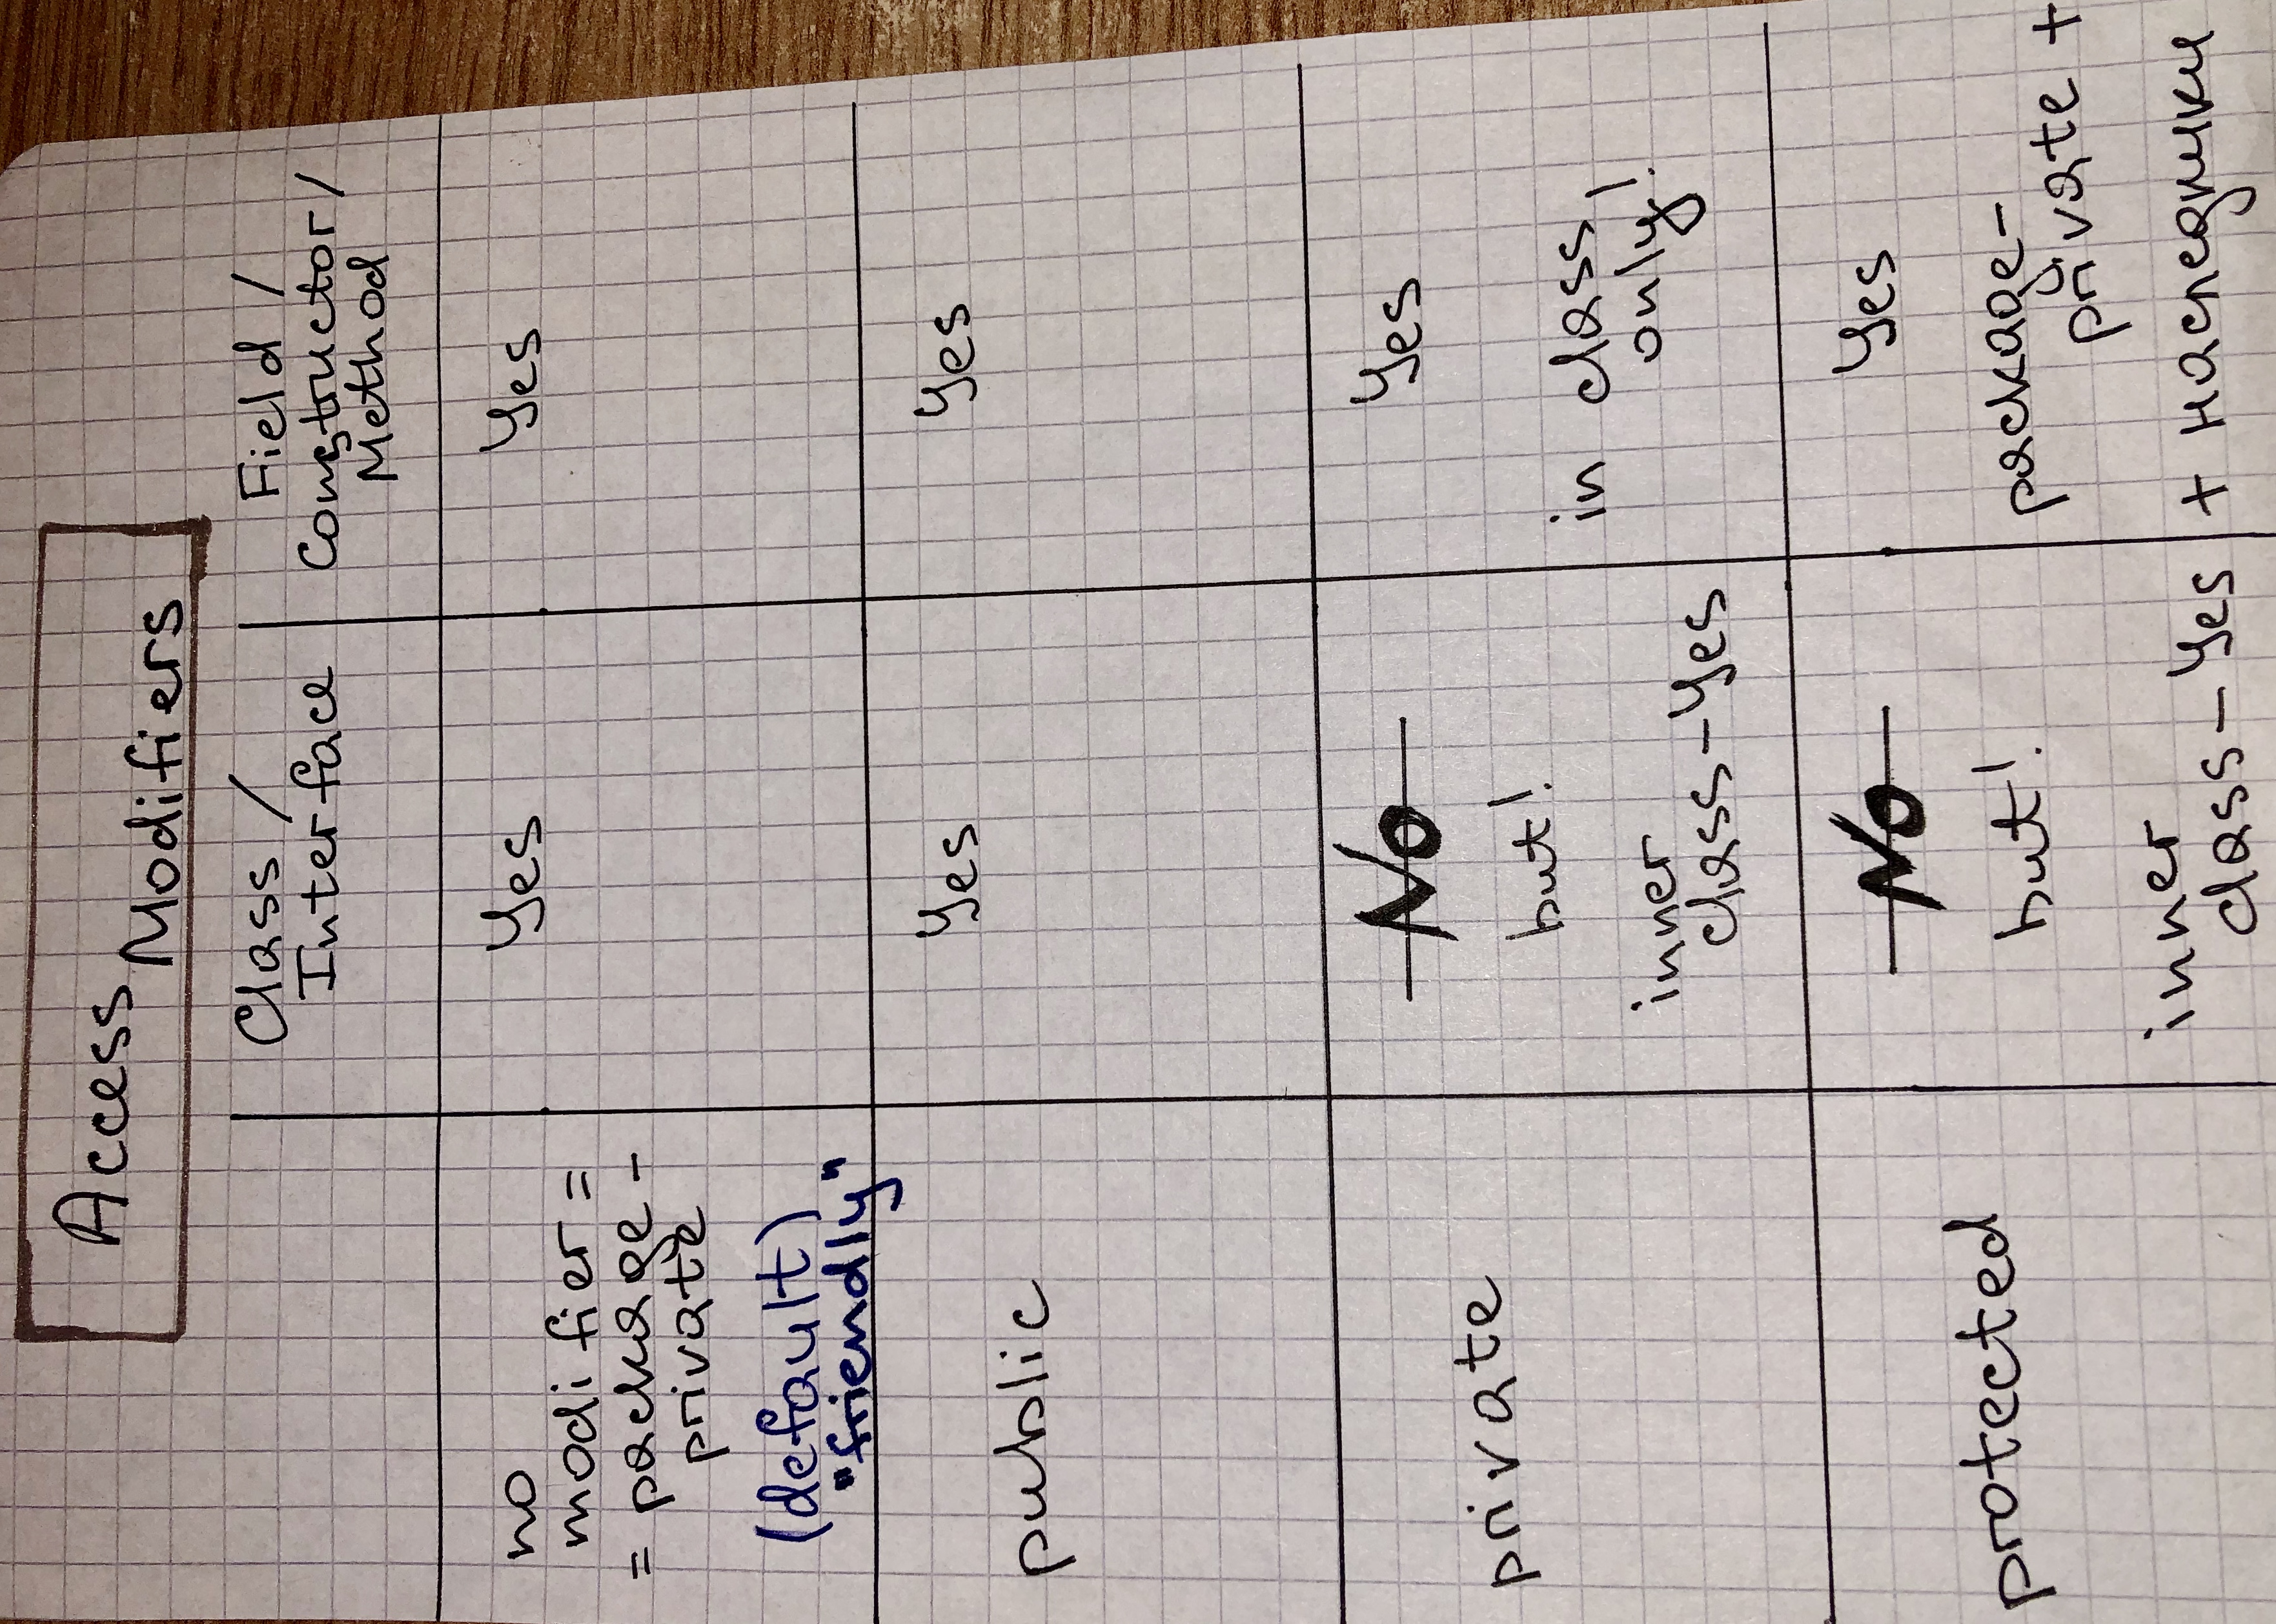 Access
Modifiers
Class /
Interface
Field /
Constructor /
Method
no
modifier =
= package -
private
(default)
"friendly"
Yes
Yes
public
Yes
Yes
private
No
but!
inner
class - Yes
Yes
in class
only!
protected
No
but!
inner
class - Yes
Yes
package -
private +
+ наследники